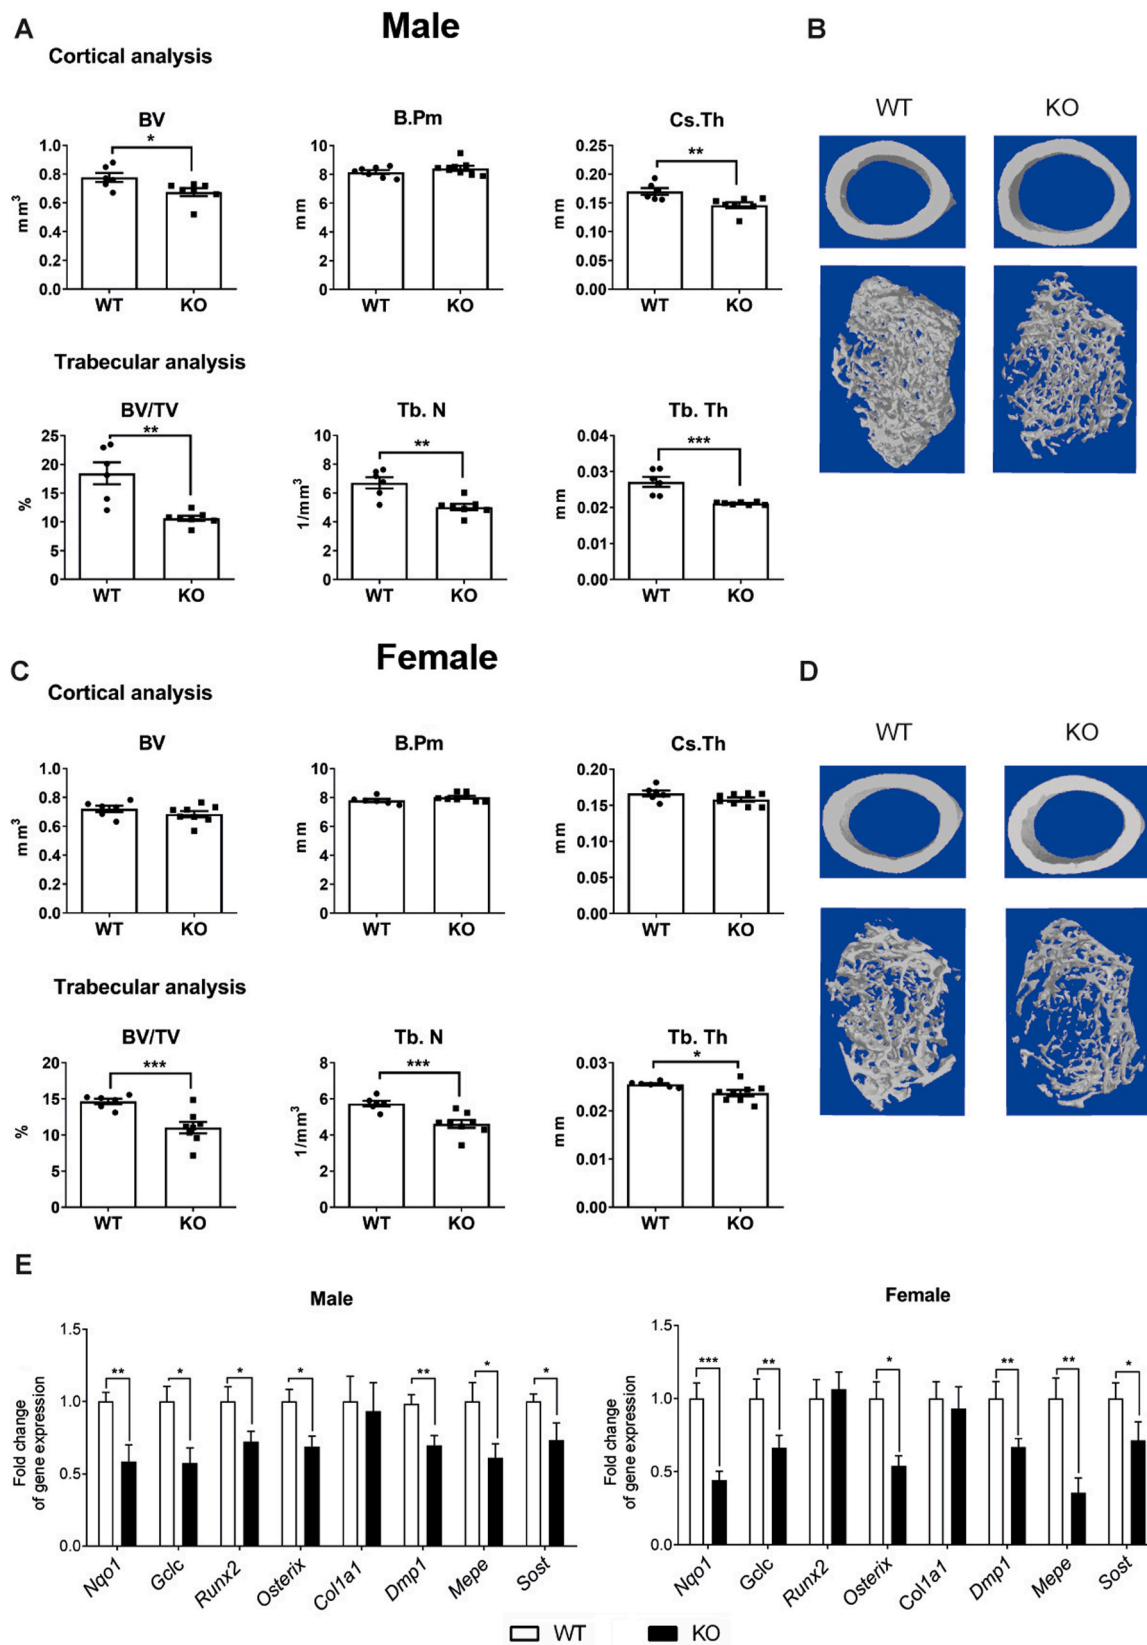 A
Male
B
Cortical analysis
BV
*
mm³
1.0
0.8
0.6
0.4
0.2
0.0
WT
KO
B.Pm
mm
10
8
6
4
2
0
WT
KO
Cs.Th
**
mm
0.25
0.20
0.15
0.10
0.05
0.00
WT
KO
WT
KO
Trabecular analysis
BV/TV
**
%
25
20
15
10
5
0
WT
KO
Tb. N
**
1/mm³
10
8
6
4
2
0
WT
KO
Tb. Th
***
mm
0.04
0.03
0.02
0.01
0.00
WT
KO
C
Female
D
Cortical analysis
BV
mm³
1.0
0.8
0.6
0.4
0.2
0.0
WT
KO
B.Pm
mm
10
8
6
4
2
0
WT
KO
Cs.Th
mm
0.20
0.15
0.10
0.05
0.00
WT
KO
WT
KO
Trabecular analysis
BV/TV
***
%
20
15
10
5
0
WT
KO
Tb. N
***
1/mm³
8
6
4
2
0
WT
KO
Tb. Th
*
mm
0.03
0.02
0.01
0.00
WT
KO
E
Male
Fold change
of gene expression
1.5
1.0
0.5
0.0
**
*
*
*
**
*
*
Nqo1
Gclc
Runx2
Osterix
Col1a1
Dmp1
Mepe
Sost
Female
Fold change
of gene expression
1.5
1.0
0.5
0.0
***
**
*
**
**
*
Nqo1
Gclc
Runx2
Osterix
Col1a1
Dmp1
Mepe
Sost
WT
KO